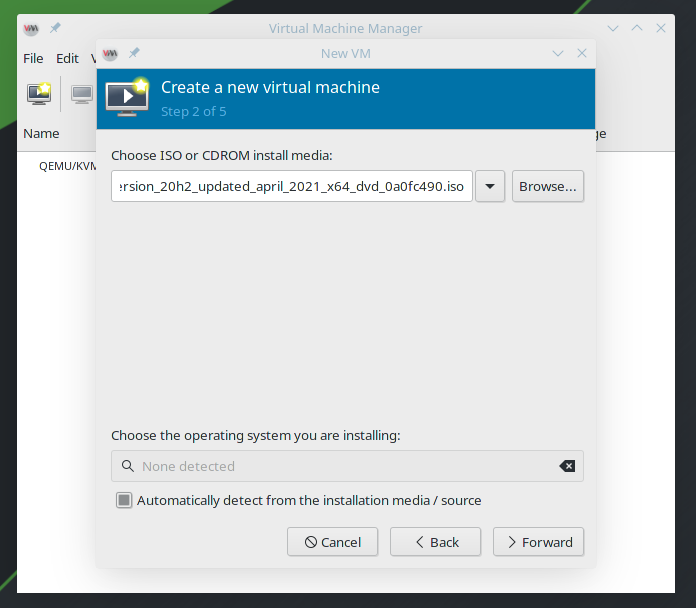 Virtual Machine Manager
New VM
File Edit
Create a new virtual machine
Step 2 of 5
Name
QEMU/KVM
Choose ISO or CDROM install media:
ersion_20h2_updated_april_2021_x64_dvd_0a0fc490.iso
Browse...
Choose the operating system you are installing:
None detected
Automatically detect from the installation media / source
Cancel Back Forward